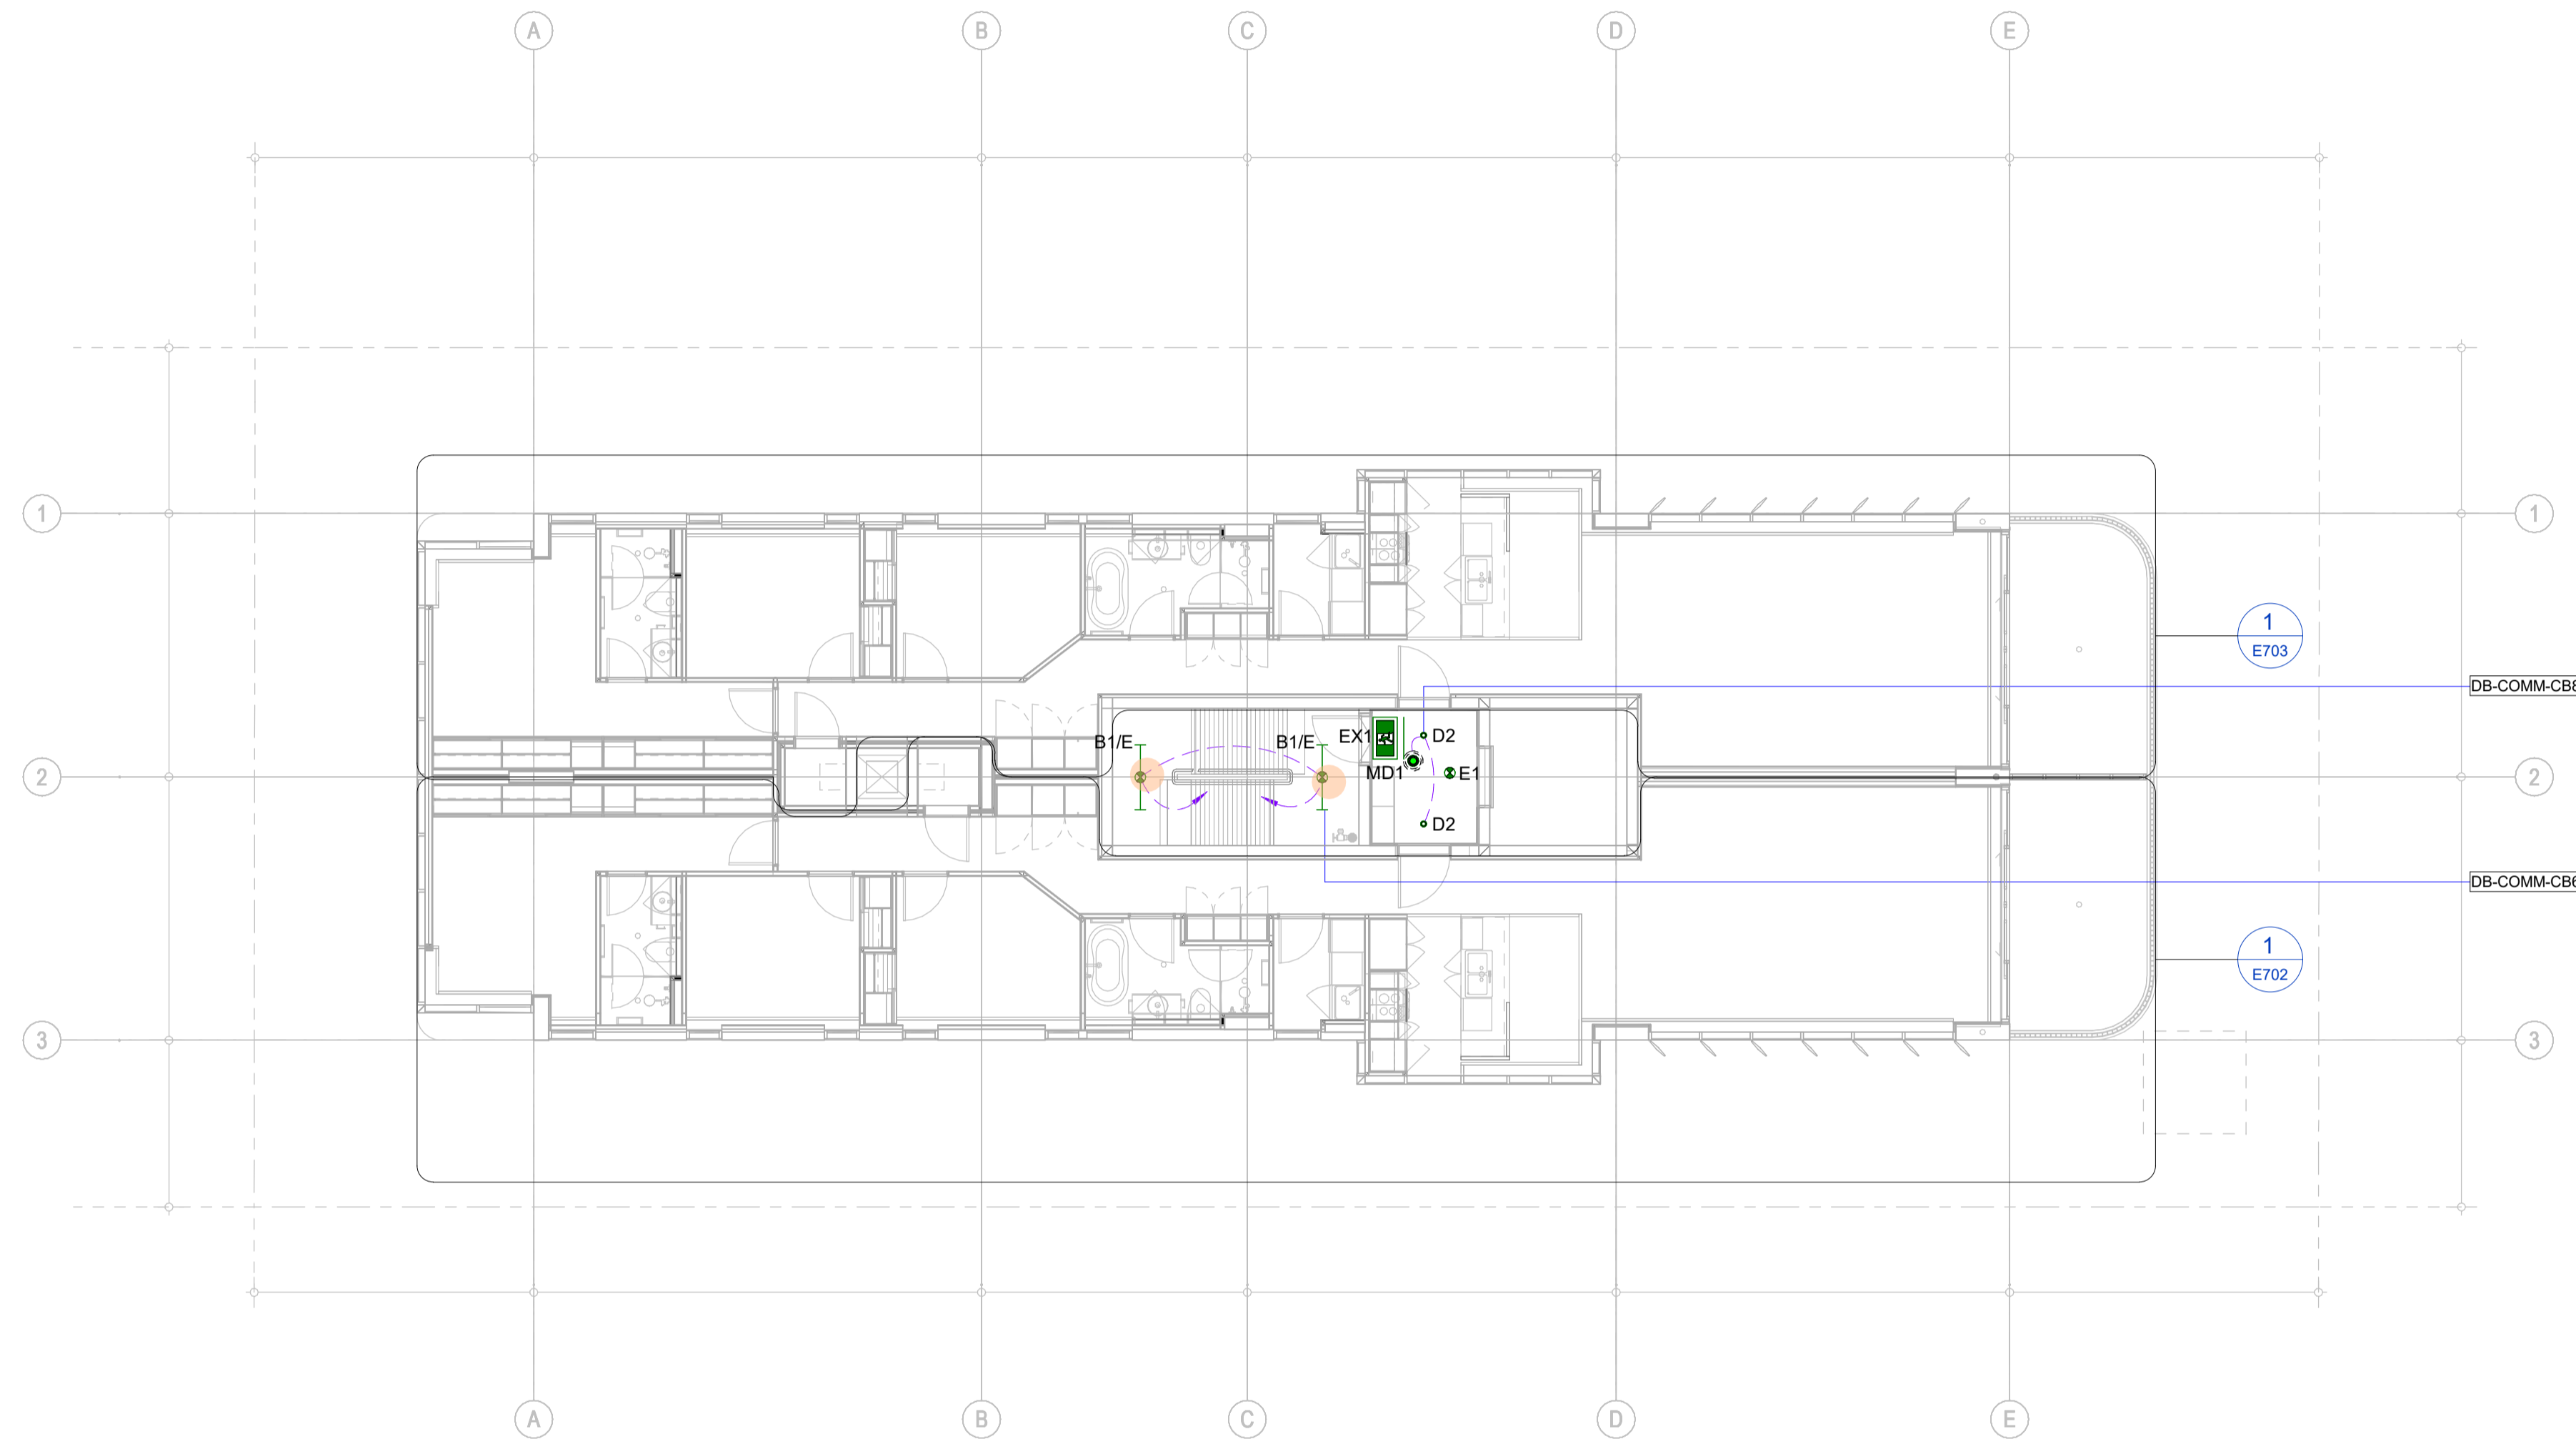 A B C D E
1 1
1
E703
DB-COMM-CB8
B1/E B1/E EX1 D2
MD1 E1
2 2
D2
DB-COMM-CB6
1
E702
3 3
A B C D E